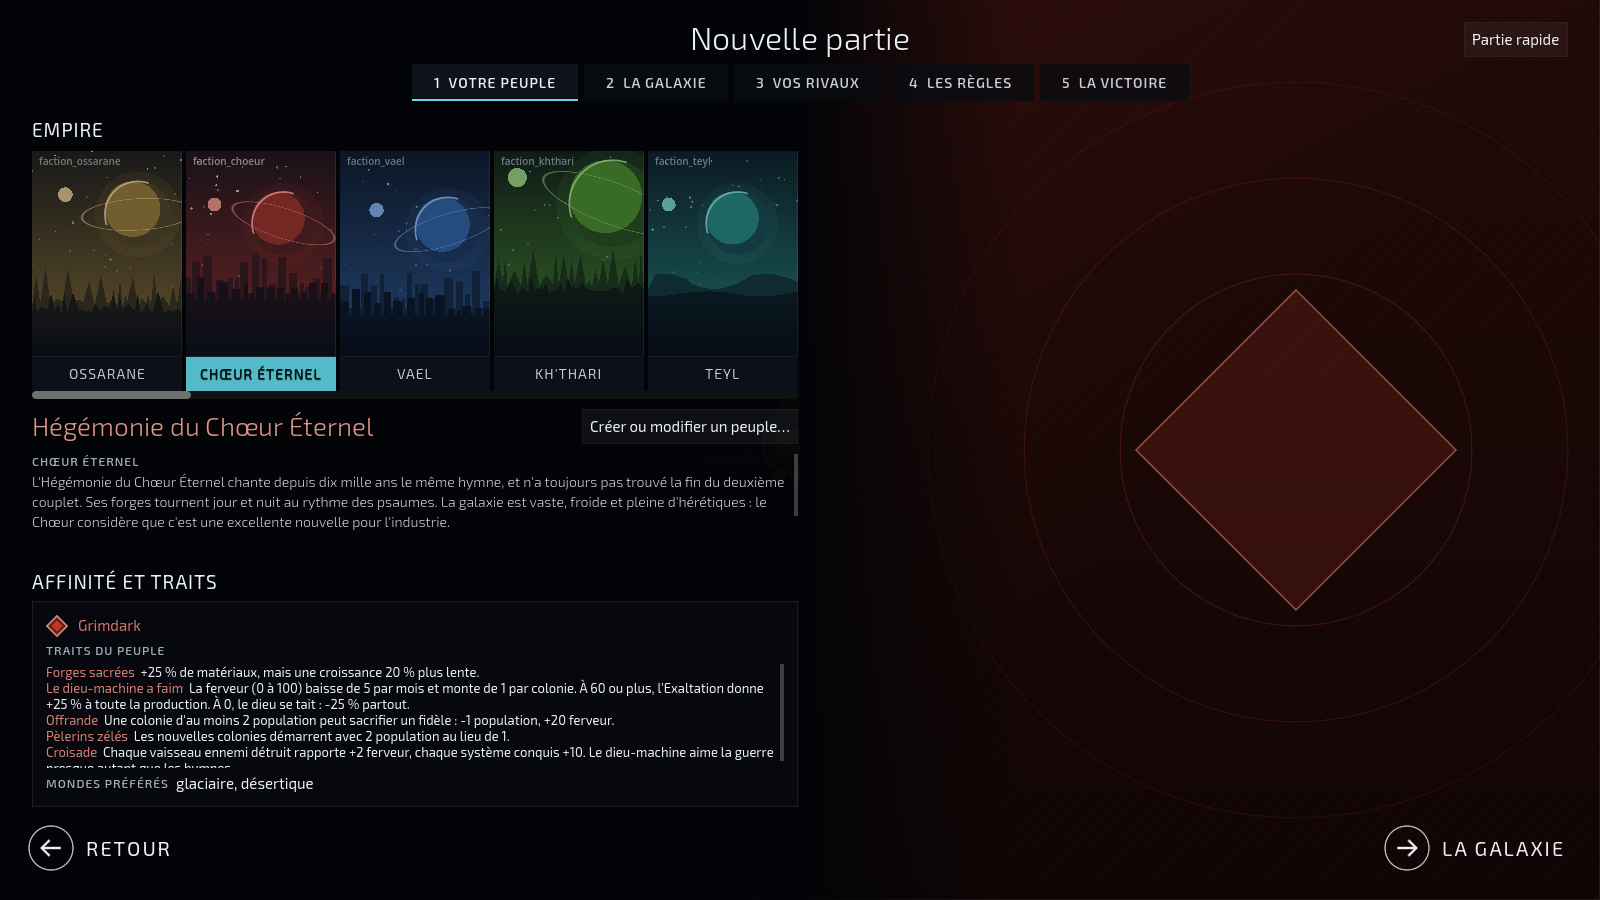 Nouvelle partie
Partie rapide
1 VOTRE PEUPLE
2 LA GALAXIE
3 VOS RIVAUX
4 LES RÈGLES
5 LA VICTOIRE
EMPIRE
faction_ossarane
faction_choeur
faction_vael
faction_khthari
faction_teyl
OSSARANE
CHŒUR ÉTERNEL
VAEL
KH'THARI
TEYL
Hégémonie du Chœur Éternel
Créer ou modifier un peuple…
CHŒUR ÉTERNEL
L'Hégémonie du Chœur Éternel chante depuis dix mille ans le même hymne, et n'a toujours pas trouvé la fin du deuxième
couplet. Ses forges tournent jour et nuit au rythme des psaumes. La galaxie est vaste, froide et pleine d'hérétiques : le
Chœur considère que c'est une excellente nouvelle pour l'industrie.
AFFINITÉ ET TRAITS
Grimdark
TRAITS DU PEUPLE
Forges sacrées +25 % de matériaux, mais une croissance 20 % plus lente.
Le dieu-machine a faim La ferveur (0 à 100) baisse de 5 par mois et monte de 1 par colonie. À 60 ou plus, l'Exaltation donne
+25 % à toute la production. À 0, le dieu se tait : -25 % partout.
Offrande Une colonie d'au moins 2 population peut sacrifier un fidèle : -1 population, +20 ferveur.
Pèlerins zélés Les nouvelles colonies démarrent avec 2 population au lieu de 1.
Croisade Chaque vaisseau ennemi détruit rapporte +2 ferveur, chaque système conquis +10. Le dieu-machine aime la guerre
presque autant que les hymnes.
MONDES PRÉFÉRÉS glaciaire, désertique
RETOUR
LA GALAXIE